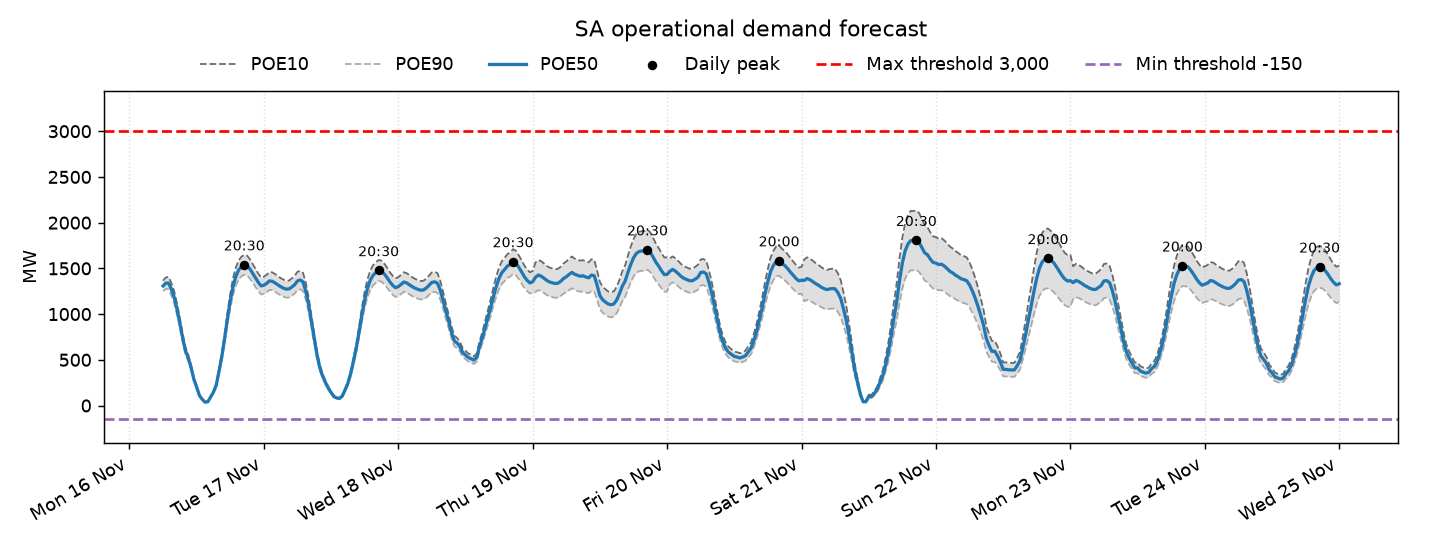 SA operational demand forecast
POE10 POE90 POE50 Daily peak Max threshold 3,000 Min threshold -150
MW
3000
2500
2000
1500
1000
500
0
20:30
20:30
20:30
20:30
20:00
20:30
20:00
20:00
20:30
Mon 16 Nov
Tue 17 Nov
Wed 18 Nov
Thu 19 Nov
Fri 20 Nov
Sat 21 Nov
Sun 22 Nov
Mon 23 Nov
Tue 24 Nov
Wed 25 Nov